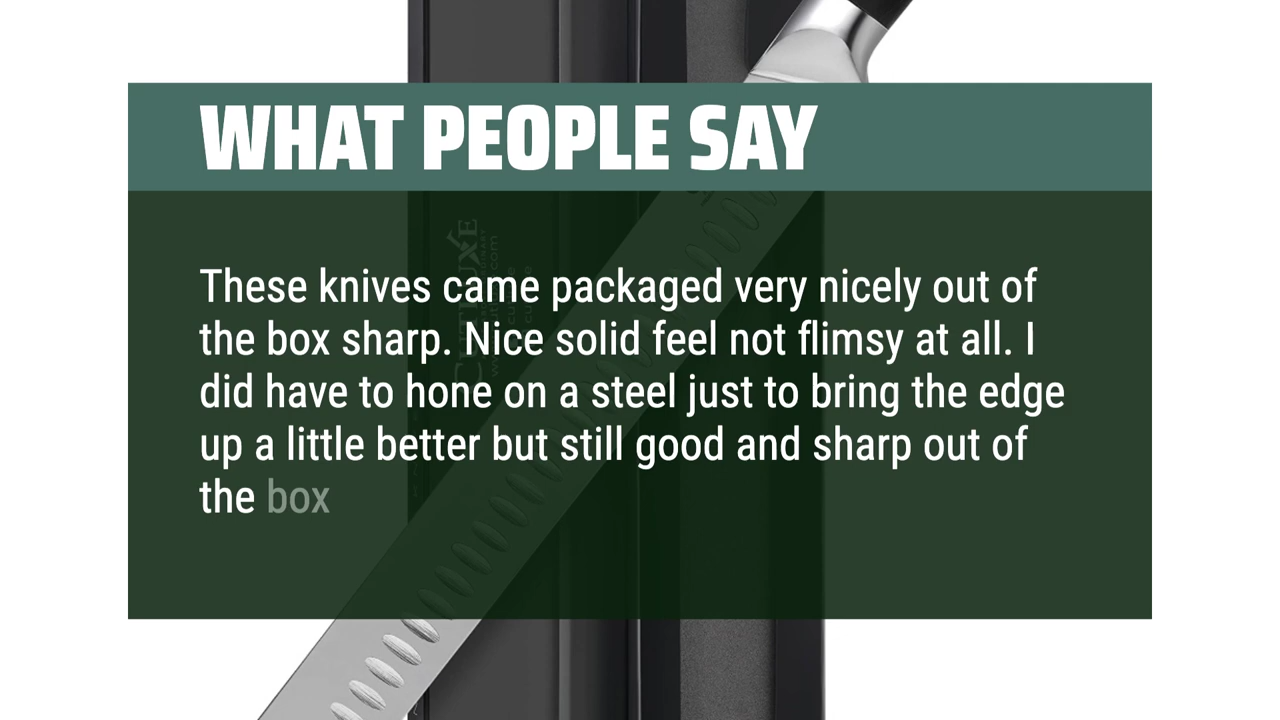 WHAT PEOPLE SAY
These knives came packaged very nicely out of
the box sharp. Nice solid feel not flimsy at all. I
did have to hone on a steel just to bring the edge
up a little better but still good and sharp out of
the box
CUTLUXE